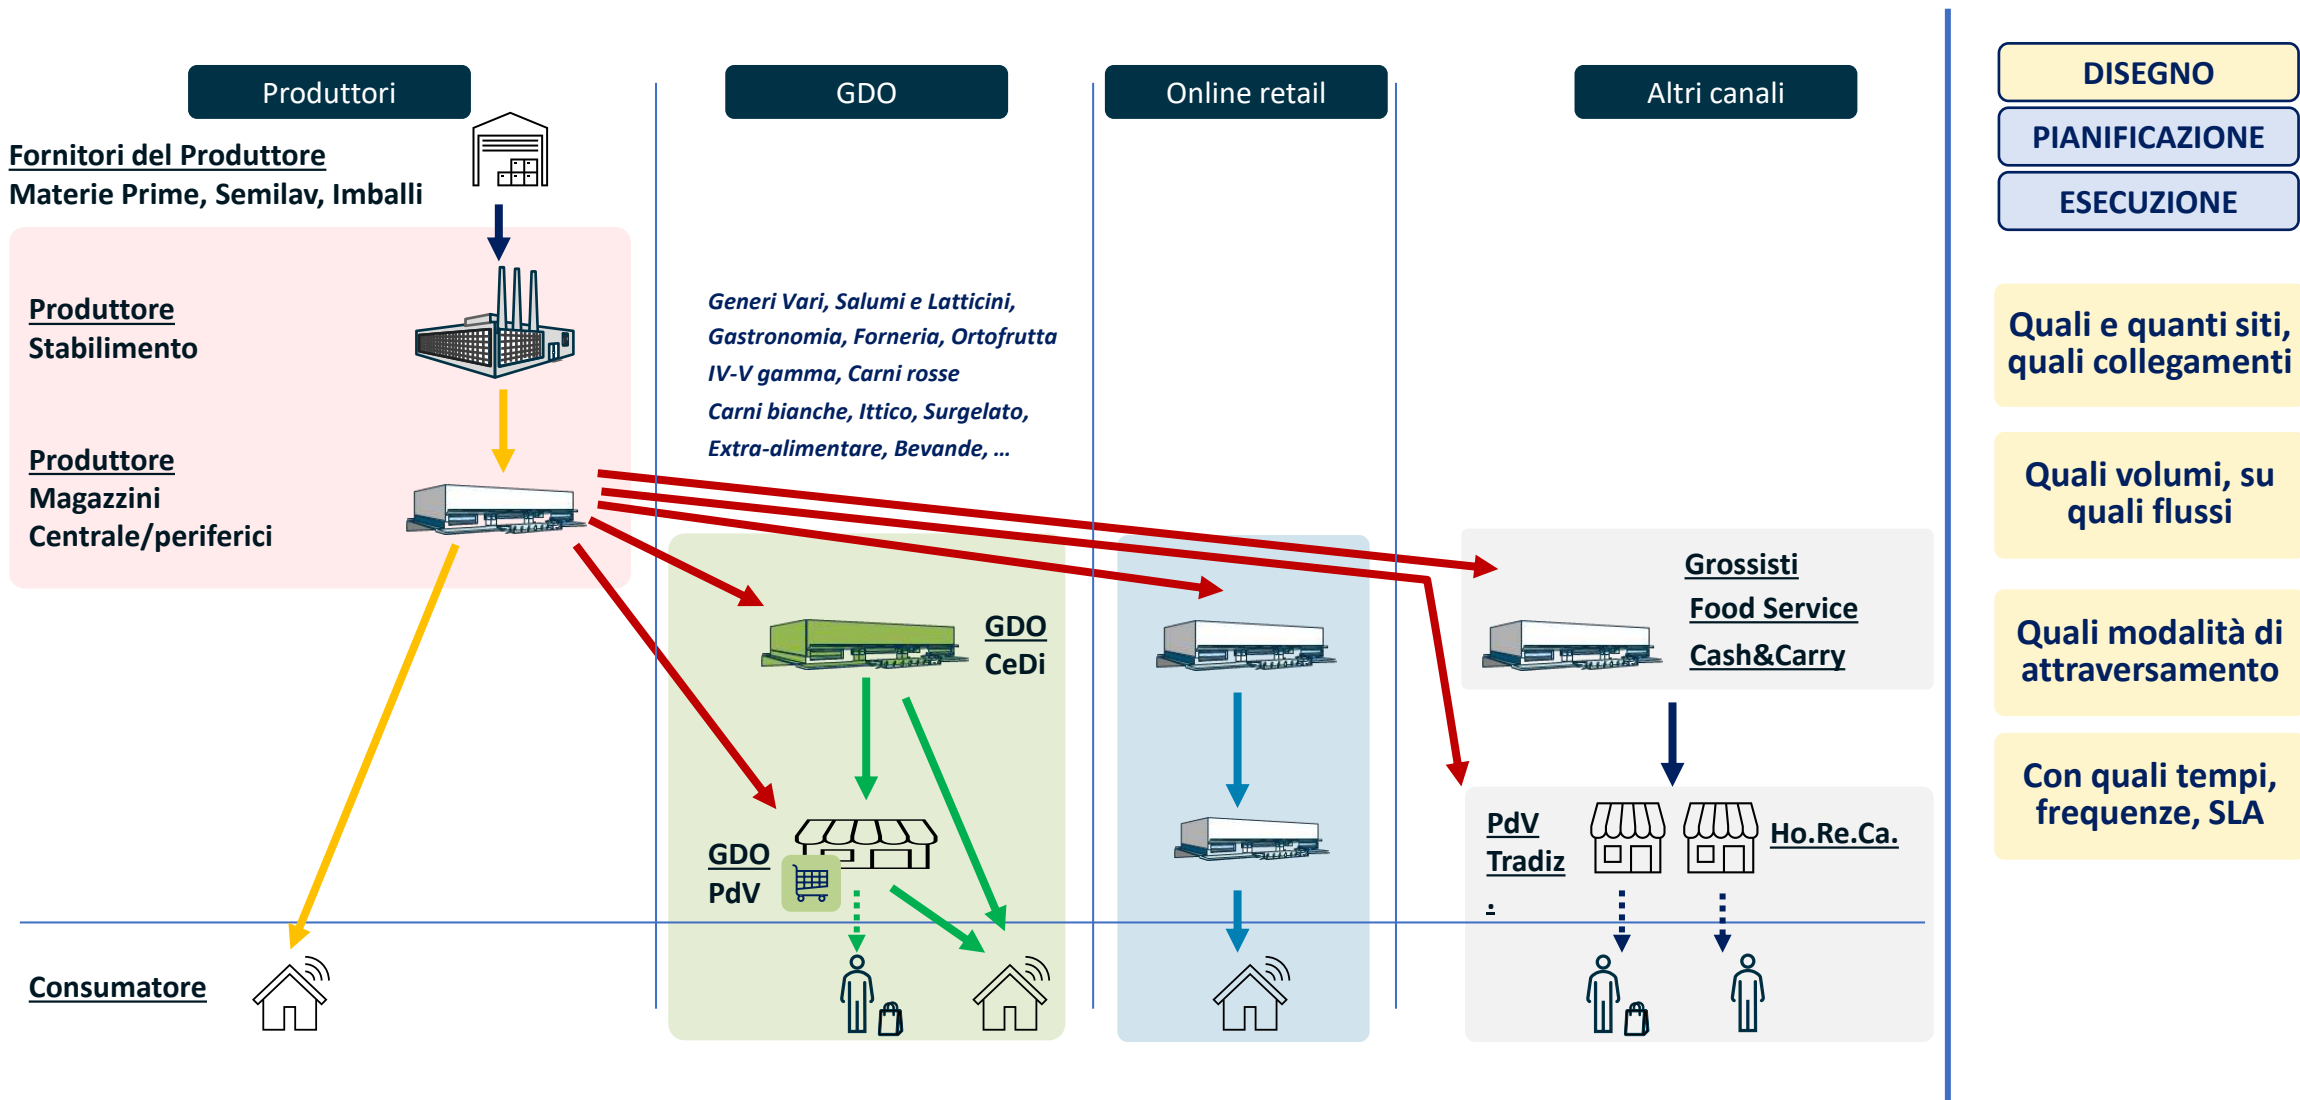 Produttori
GDO
Online retail
Altri canali
DISEGNO
PIANIFICAZIONE
ESECUZIONE
Fornitori del Produttore
Materie Prime, Semilav, Imballi
Produttore
Stabilimento
Produttore
Magazzini
Centrale/periferici
Generi Vari, Salumi e Latticini,
Gastronomia, Forneria, Ortofrutta
IV-V gamma, Carni rosse
Carni bianche, Ittico, Surgelato,
Extra-alimentare, Bevande, ...
GDO
CeDi
GDO
PdV
Grossisti
Food Service
Cash&Carry
PdV
Tradiz
.
Ho.Re.Ca.
Consumatore
Quali e quanti siti,
quali collegamenti
Quali volumi, su
quali flussi
Quali modalità di
attraversamento
Con quali tempi,
frequenze, SLA